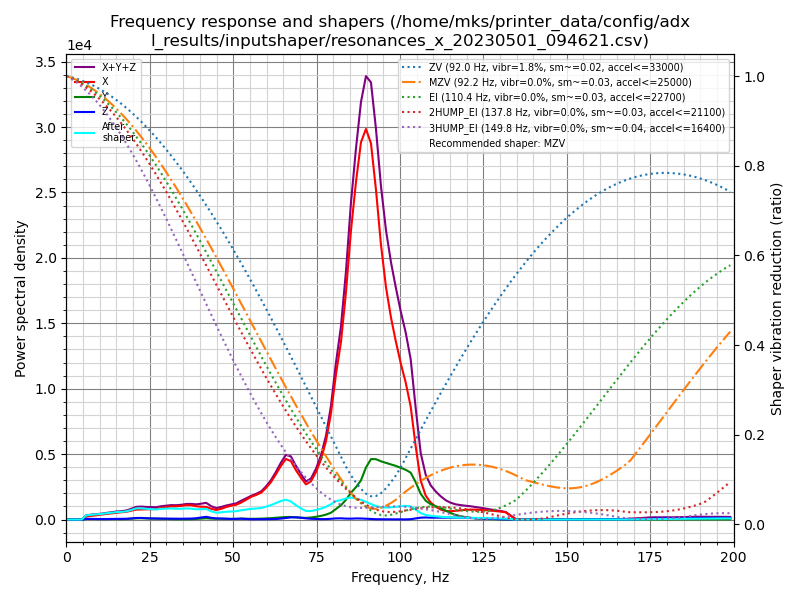 Frequency response and shapers (/home/mks/printer_data/config/adx
l_results/inputshaper/resonances_x_20230501_094621.csv)
1e4
X+Y+Z
X
Y
Z
After
shaper
ZV (92.0 Hz, vibr=1.8%, sm~=0.02, accel<=33000)
MZV (92.2 Hz, vibr=0.0%, sm~=0.03, accel<=25000)
EI (110.4 Hz, vibr=0.0%, sm~=0.03, accel<=22700)
2HUMP_EI (137.8 Hz, vibr=0.0%, sm~=0.03, accel<=21100)
3HUMP_EI (149.8 Hz, vibr=0.0%, sm~=0.04, accel<=16400)
Recommended shaper: MZV
Power spectral density
3.5
3.0
2.5
2.0
1.5
1.0
0.5
0.0
1.0
0.8
0.6
0.4
0.2
0.0
Shaper vibration reduction (ratio)
0 25 50 75 100 125 150 175 200
Frequency, Hz